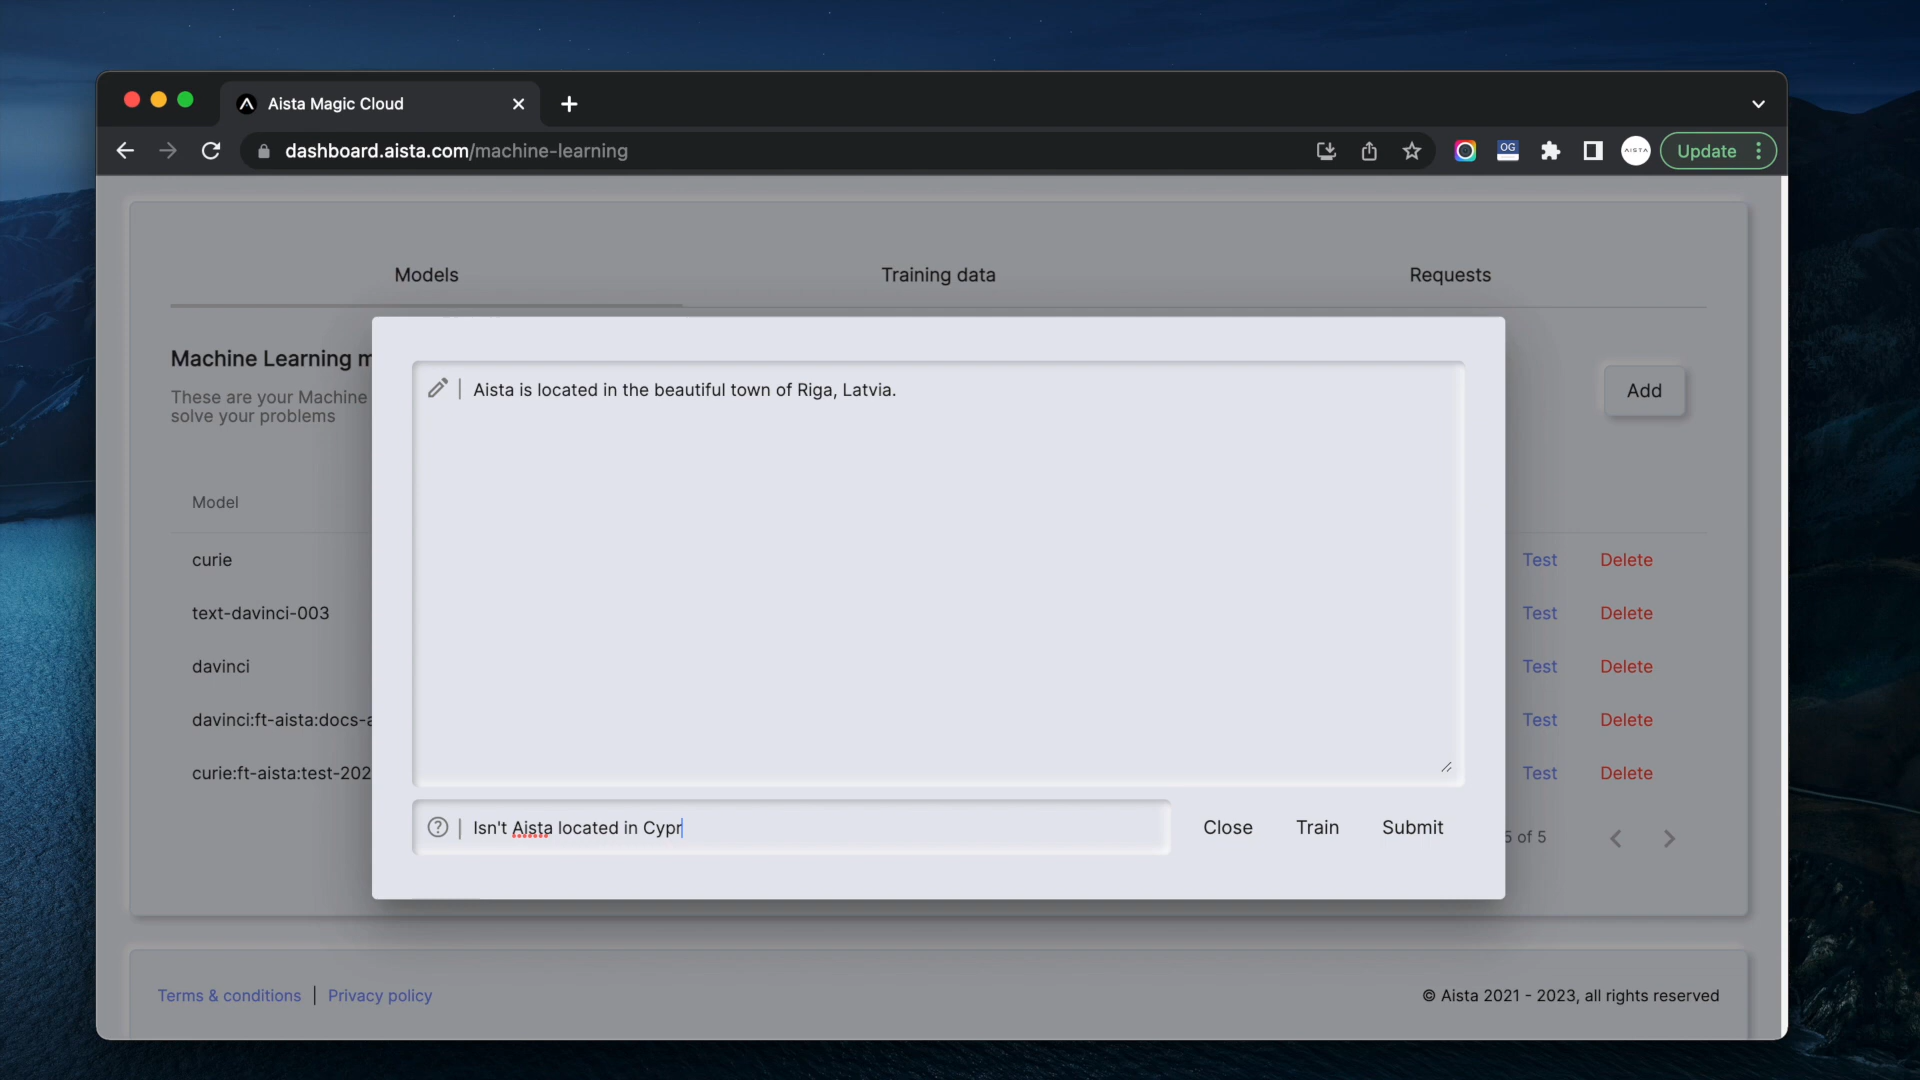 Aista Magic Cloud
dashboard.aista.com/machine-learning
OG
AISTA
Update
Models
Training data
Requests
Machine Learning m
These are your Machine
solve your problems
Add
Aista is located in the beautiful town of Riga, Latvia.
Model
curie
Test
Delete
text-davinci-003
Test
Delete
davinci
Test
Delete
davinci:ft-aista:docs-a
Test
Delete
curie:ft-aista:test-202
Test
Delete
Isn't Aista located in Cypr
Close
Train
Submit
5 of 5
Terms & conditions | Privacy policy
© Aista 2021 - 2023, all rights reserved